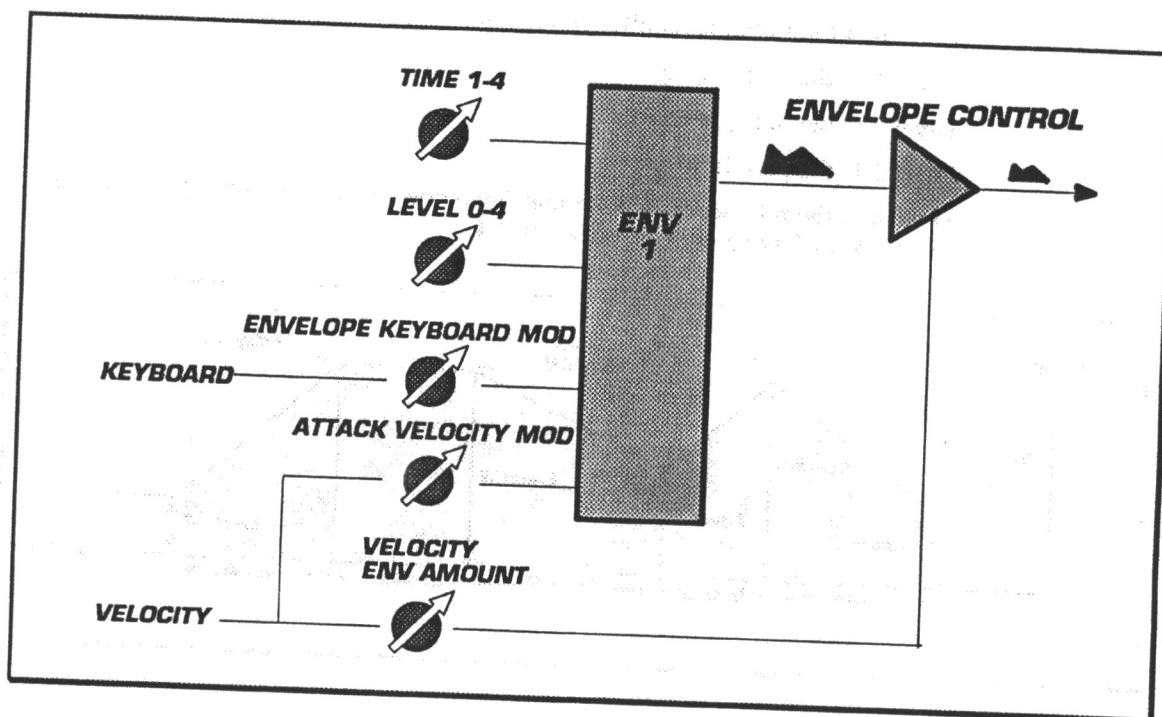 TIME 1-4
ENVELOPE CONTROL
LEVEL 0-4
ENV
1
ENVELOPE KEYBOARD MOD
KEYBOARD
ATTACK VELOCITY MOD
VELOCITY
ENV AMOUNT
VELOCITY